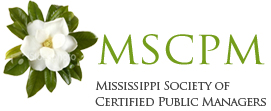 MSCPM
Mississippi Society of
Certified Public Managers